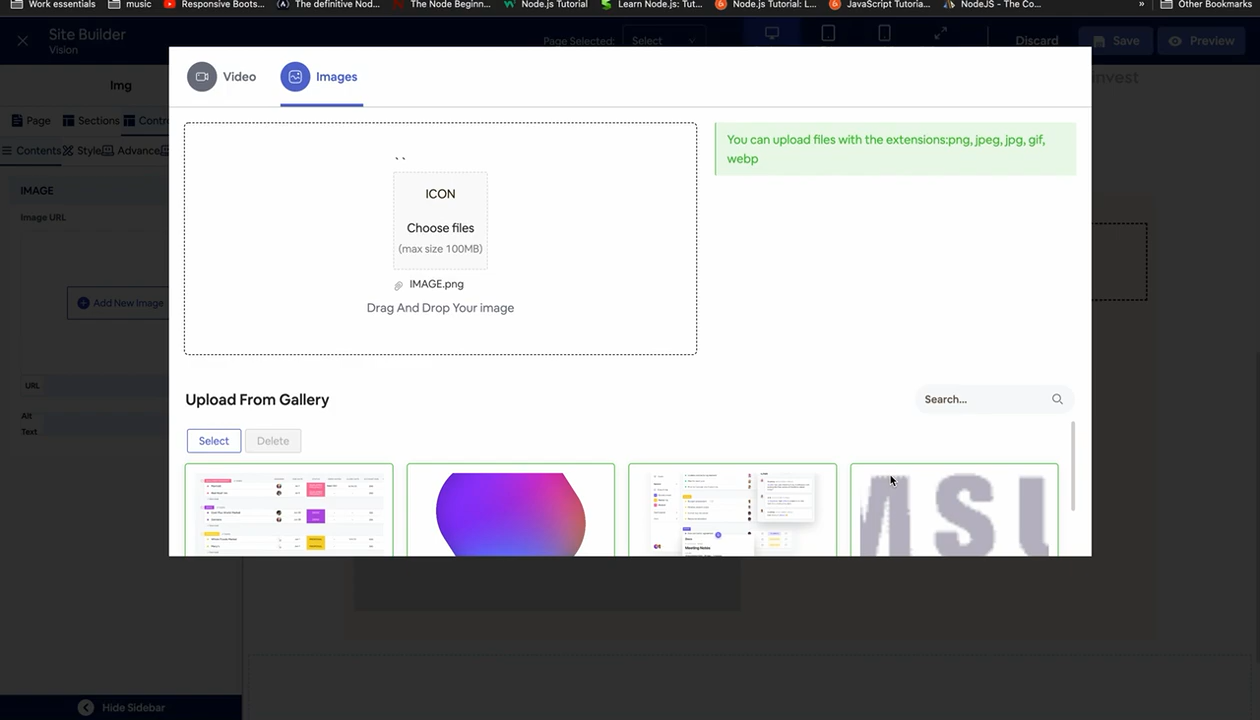 Work essentials
music
Responsive Boots...
The definitive Nod...
The Node Beginn...
Node.js Tutorial
Learn Node.js: Tut...
Node.js Tutorial: L...
JavaScript Tutoria...
NodeJS - The Co...
»
Other Bookmarks
Site Builder
Vision
Page Selected:
Select
Discard
Save
Preview
Img
invest
Page
Sections
Contr
Contents
Style
Advance
IMAGE
Image URL
Add New Image
URL
Alt
Text
Hide Sidebar
Video
Images
You can upload files with the extensions:png, jpeg, jpg, gif,
webp
``
ICON
Choose files
(max size 100MB)
IMAGE.png
Drag And Drop Your image
Upload From Gallery
Search...
Select
Delete
Meeting Notes